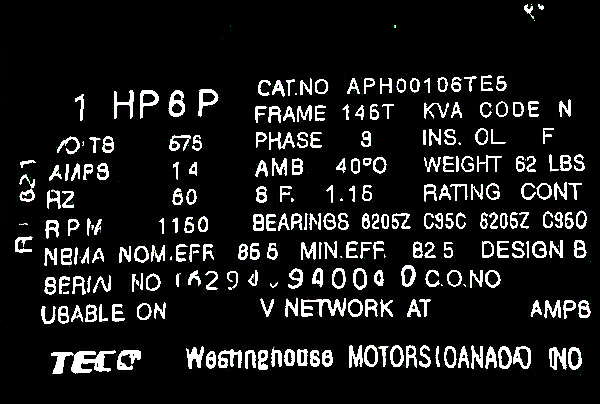 CAT.NO APH00106TE5
1 HP 6 P
FRAME 145T KVA CODE N
VOLTS 575 PHASE 3 INS. CL F
AMPS 1.4 AMB 40°C WEIGHT 62 LBS
HZ 60 S.F. 1.15 RATING CONT
RPM 1150 BEARINGS 6205Z C3
NEMA NOM.EFF. 85.5 MIN.EFF. 82.5 DESIGN B
SERIAL NO C.O.NO
USABLE ON V NETWORK AT AMPS
TECO Westinghouse MOTORS (CANADA) INC